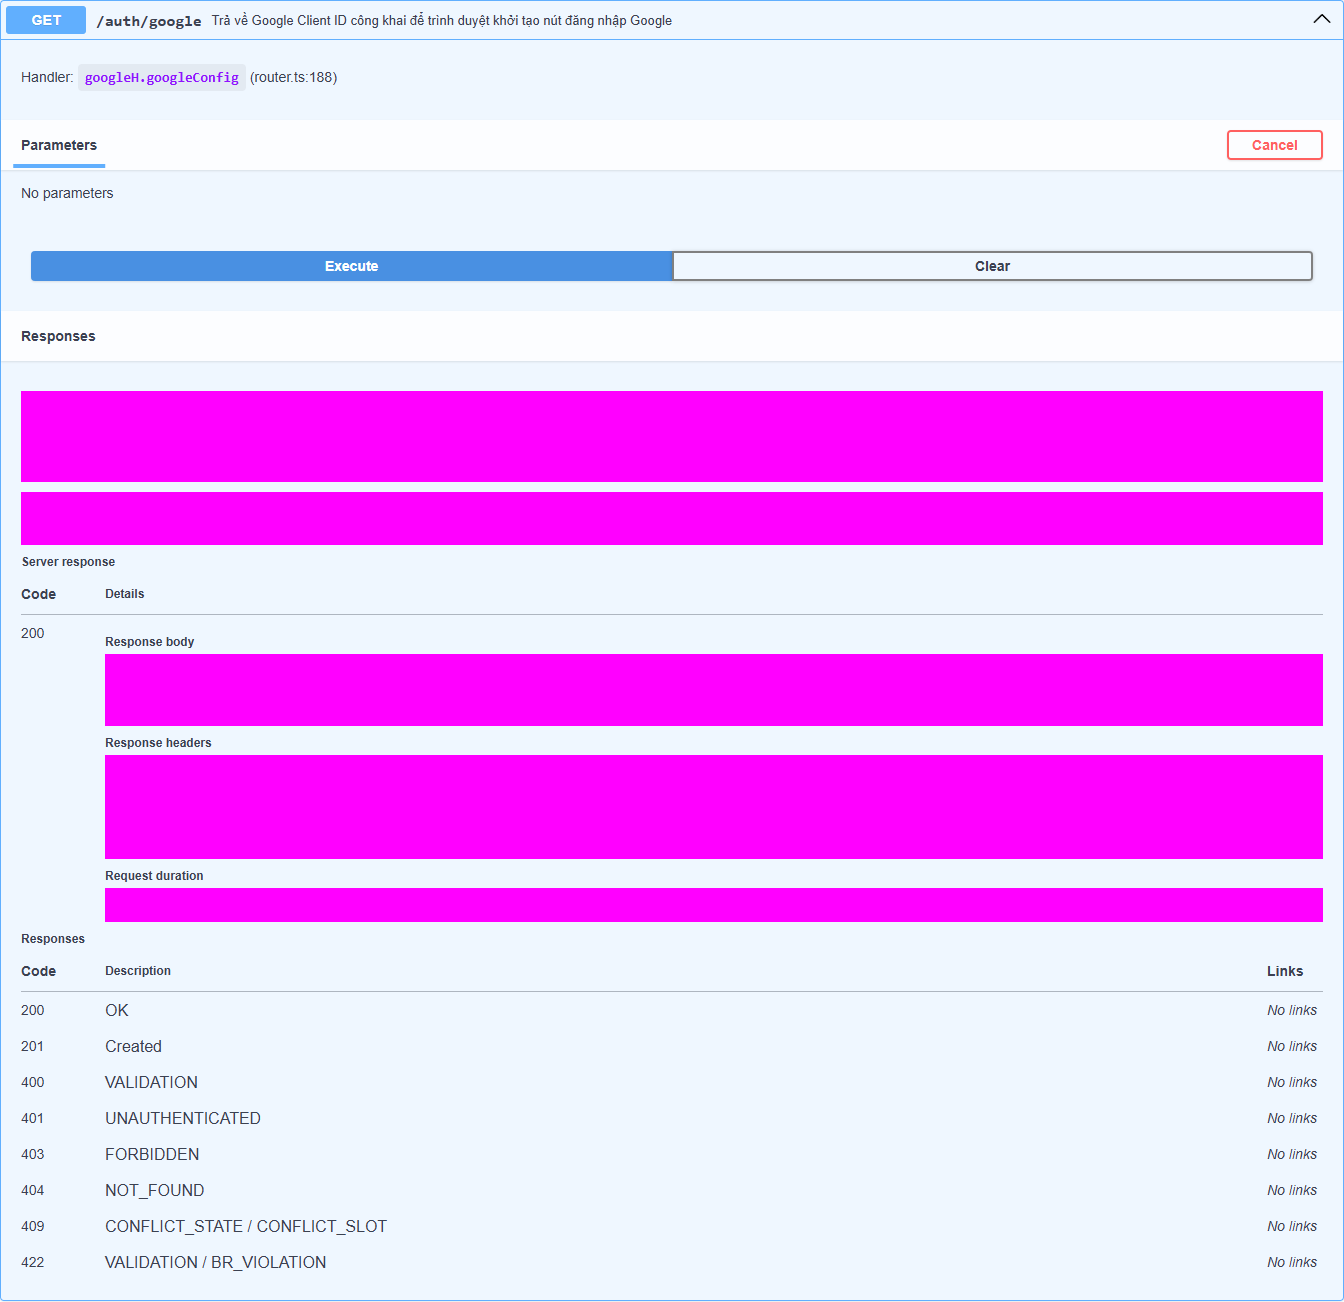 GET /auth/google Trả về Google Client ID công khai để trình duyệt khởi tạo nút đăng nhập Google
Handler: googleH.googleConfig (router.ts:188)
Parameters Cancel
No parameters
Execute Clear
Responses
Server response
Code Details
200
Response body
Response headers
Request duration
Responses
Code Description Links
200 OK No links
201 Created No links
400 VALIDATION No links
401 UNAUTHENTICATED No links
403 FORBIDDEN No links
404 NOT_FOUND No links
409 CONFLICT_STATE / CONFLICT_SLOT No links
422 VALIDATION / BR_VIOLATION No links